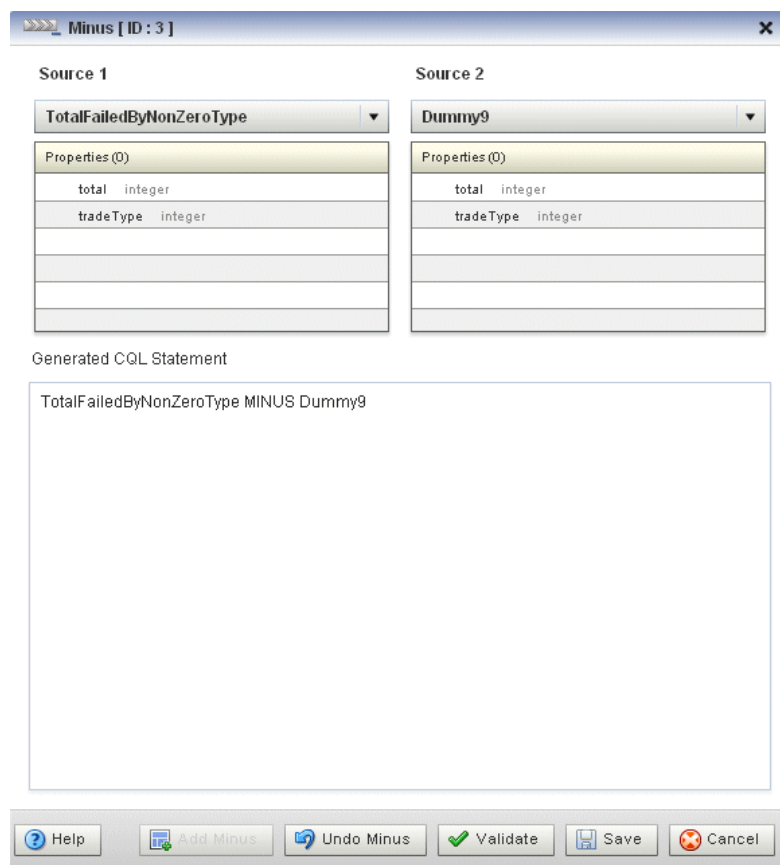 Minus [ ID : 3 ]
Source 1
Source 2
TotalFailedByNonZeroType
Dummy9
Properties (0)
Properties (0)
total integer
total integer
tradeType integer
tradeType integer
Generated CQL Statement
TotalFailedByNonZeroType MINUS Dummy9
Help
Add Minus
Undo Minus
Validate
Save
Cancel